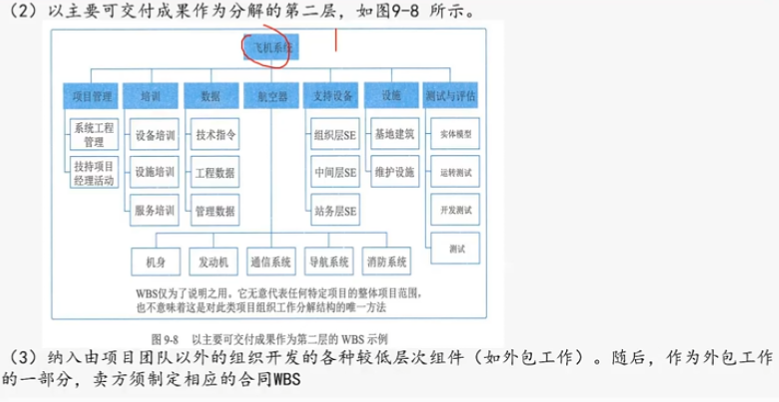 （2）以主要可交付成果作为分解的第二层，如图9-8 所示。
飞机系统
项目管理 培训 数据 航空器 支持设备 设施 测试与评估
系统工程管理 设备培训 技术指令 组织层SE 基地建筑 实体模型
技持项目经理活动 设施培训 工程数据 中间层SE 维护设施 运转测试
服务培训 管理数据 站务层SE 开发测试
测试
机身 发动机 通信系统 导航系统 消防系统
WBS仅为了说明之用。它无意代表任何特定项目的整体项目范围，
也不意味着这是对此类项目组织工作分解结构的唯一方法
图 9-8 以主要可交付成果作为第二层的 WBS 示例
（3）纳入由项目团队以外的组织开发的各种较低层次组件（如外包工作）。随后，作为外包工作
的一部分，卖方须制定相应的合同WBS